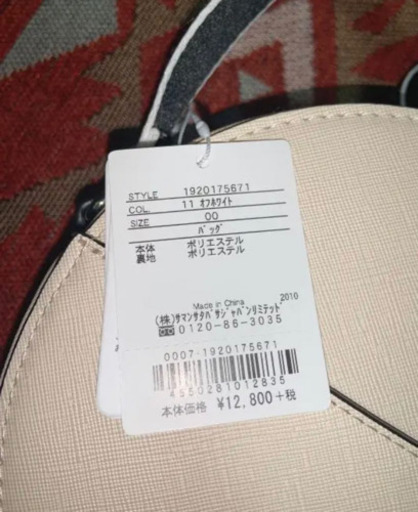 STYLE 1920175671
COL. 11 オフホワイト
SIZE 00
バッグ
本体 ポリエステル
裏地 ポリエステル
2010
Made in China
(株)サマンサタバサジャパンリミテッド
0120-86-3035
0007-1920175671
4550281012835
本体価格 ¥12,800+税